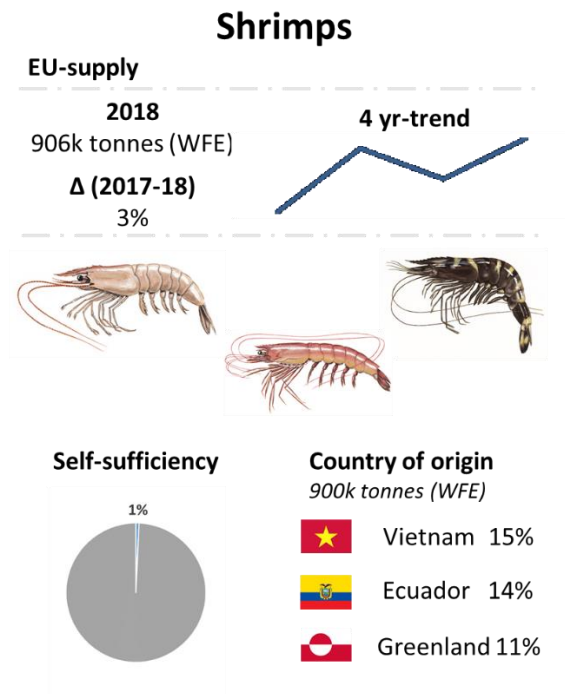 Shrimps
EU-supply
2018
906k tonnes (WFE)
Δ (2017-18)
3%
4 yr-trend
Self-sufficiency
1%
Country of origin
900k tonnes (WFE)
Vietnam 15%
Ecuador 14%
Greenland 11%